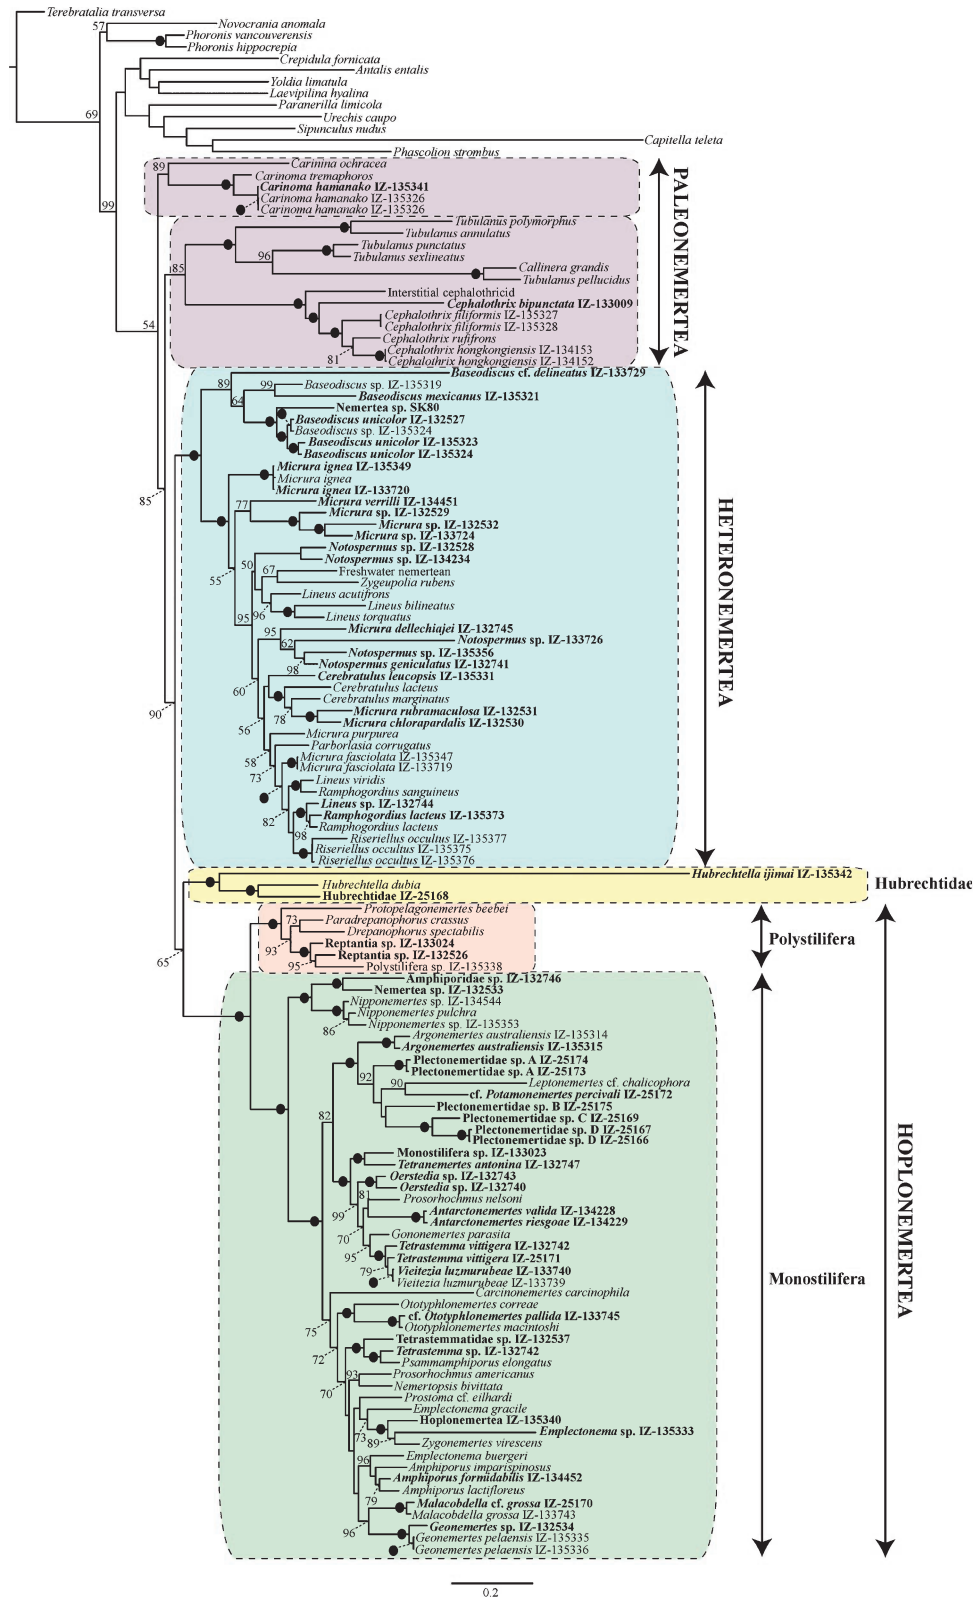 Terebratalia transversa
57
Novocrania anomala
Phoronis vancouverensis
Phoronis hippocrepia
Crepidula fornicata
Antalis entalis
Yoldia limatula
Laevipilina hyalina
Paranerilla limicola
69
Urechis caupo
Sipunculus nudus
Capitella teleta
Phascolion strombus
89
Carinina ochracea
Carinoma tremaphoros
Carinoma hamanako IZ-135341
Carinoma hamanako IZ-135326
Carinoma hamanako IZ-135326
99
Tubulanus polymorphus
Tubulanus annulatus
Tubulanus punctatus
96
Tubulanus sexlineatus
85
Callinera grandis
Tubulanus pellucidus
Interstitial cephalothricid
Cephalothrix bipunctata IZ-133009
Cephalothrix filiformis IZ-135327
54
Cephalothrix filiformis IZ-135328
Cephalothrix rufifrons
Cephalothrix hongkongiensis IZ-134153
81
Cephalothrix hongkongiensis IZ-134152
PALEONEMERTEA
Baseodiscus cf. delineatus IZ-133729
89
99
Baseodiscus sp. IZ-135319
64
Baseodiscus mexicanus IZ-135321
Nemertea sp. SK80
Baseodiscus unicolor IZ-132527
Baseodiscus sp. IZ-135324
Baseodiscus unicolor IZ-135323
Baseodiscus unicolor IZ-135324
Micrura ignea IZ-135349
Micrura ignea
Micrura ignea IZ-133720
85
77
Micrura verrilli IZ-134451
Micrura sp. IZ-132529
Micrura sp. IZ-132532
Micrura sp. IZ-133724
Notospermus sp. IZ-132528
Notospermus sp. IZ-134234
50
67
Freshwater nemertean
55
Zygeupolia rubens
Lineus acutifrons
Lineus bilineatus
96
95
Lineus torquatus
95
Micrura dellechiajei IZ-132745
62
Notospermus sp. IZ-133726
Notospermus sp. IZ-135356
98
Notospermus geniculatus IZ-132741
Cerebratulus leucopsis IZ-135331
60
Cerebratulus lacteus
Cerebratulus marginatus
Micrura rubramaculosa IZ-132531
78
Micrura chlorapardalis IZ-132530
90
56
Micrura purpurea
Parborlasia corrugatus
Micrura fasciolata IZ-135347
58
Micrura fasciolata IZ-133719
73
Lineus viridis
Ramphogordius sanguineus
Lineus sp. IZ-132744
Ramphogordius lacteus IZ-135373
82
Ramphogordius lacteus
98
Riseriellus occultus IZ-135377
Riseriellus occultus IZ-135375
Riseriellus occultus IZ-135376
HETERONEMERTEA
Hubrechtella ijimai IZ-135342
Hubrechtella dubia
Hubrechtidae IZ-25168
Hubrechtidae
Protopelagonemertes beebei
73
Paradrepanophorus crassus
Drepanophorus spectabilis
Reptantia sp. IZ-133024
93
Reptantia sp. IZ-132526
95
Polystilifera sp. IZ-135338
65
Polystilifera
Amphiporidae sp. IZ-132746
Nemertea sp. IZ-132533
Nipponemertes sp. IZ-134544
Nipponemertes pulchra
86
Nipponemertes sp. IZ-135353
Argonemertes australiensis IZ-135314
Argonemertes australiensis IZ-135315
Plectonemertidae sp. A IZ-25174
Plectonemertidae sp. A IZ-25173
92
90
Leptonemertes cf. chalicophora
cf. Potamonemertes percivali IZ-25172
Plectonemertidae sp. B IZ-25175
82
Plectonemertidae sp. C IZ-25169
Plectonemertidae sp. D IZ-25167
Plectonemertidae sp. D IZ-25166
Monostilifera sp. IZ-133023
Tetranemertes antonina IZ-132747
Oerstedia sp. IZ-132743
Oerstedia sp. IZ-132740
81
Prosorhochmus nelsoni
99
Antarctonemertes valida IZ-134228
Antarctonemertes riesgoae IZ-134229
70
Gononemertes parasita
Tetrastemma vittigera IZ-132742
95
Tetrastemma vittigera IZ-25171
79
Vieitezia luzmurubeae IZ-133740
Vieitezia luzmurubeae IZ-133739
Carcinonemertes carcinophila
Ototyphlonemertes correae
cf. Ototyphlonemertes pallida IZ-133745
75
Ototyphlonemertes macintoshi
Tetrastemmatidae sp. IZ-132537
Tetrastemma sp. IZ-132742
72
Psammamphiporus elongatus
93
Prosorhochmus americanus
70
Nemertopsis bivittata
Prostoma cf. eilhardi
Emplectonema gracile
Hoplonemertea IZ-135340
Emplectonema sp. IZ-135333
73
89
Zygonemertes virescens
96
Emplectonema buergeri
Amphiporus imparispinosus
Amphiporus formidabilis IZ-134452
79
Amphiporus lactifloreus
Malacobdella cf. grossa IZ-25170
Malacobdella grossa IZ-133743
96
Geonemertes sp. IZ-132534
Geonemertes pelaensis IZ-135335
Geonemertes pelaensis IZ-135336
Monostilifera
HOPLONEMERTEA
0.2